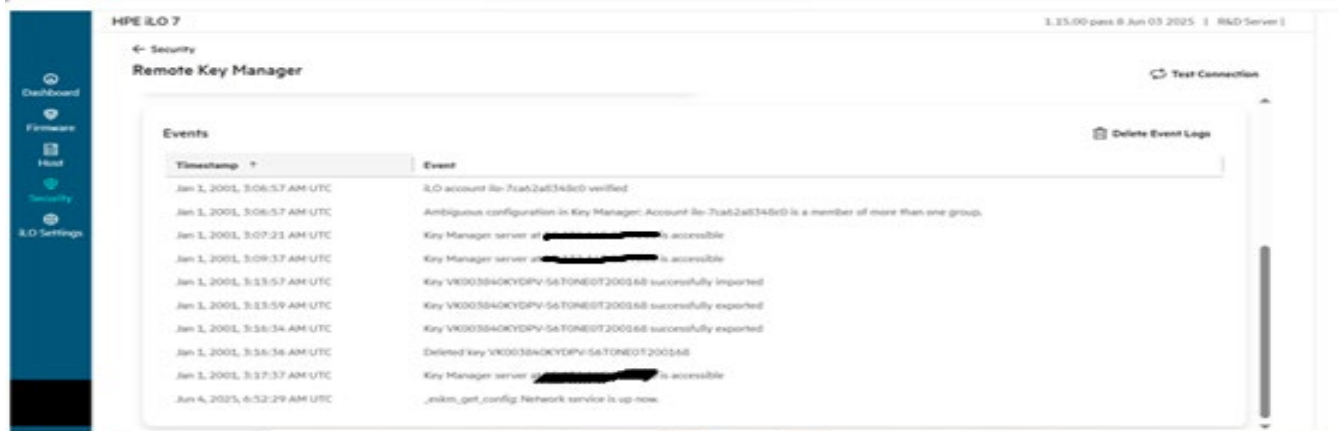 HPE iLO 7
1.15.00 pass 8 Jun 03 2025 | R&D Server |
← Security
Remote Key Manager
Test Connection
Dashboard
Firmware
Host
Security
iLO Settings
Events
Delete Event Logs
Timestamp ↑ Event
Jan 1, 2001, 3:06:57 AM UTC iLO account ilo-7ca62a8348c0 verified
Jan 1, 2001, 3:06:57 AM UTC Ambiguous configuration in Key Manager: Account ilo-7ca62a8348c0 is a member of more than one group.
Jan 1, 2001, 3:07:21 AM UTC Key Manager server at is accessible
Jan 1, 2001, 3:09:37 AM UTC Key Manager server at is accessible
Jan 1, 2001, 3:13:57 AM UTC Key VK003840KYDPV-S6T0NE0T200168 successfully imported
Jan 1, 2001, 3:13:59 AM UTC Key VK003840KYDPV-S6T0NE0T200168 successfully exported
Jan 1, 2001, 3:16:34 AM UTC Key VK003840KYDPV-S6T0NE0T200168 successfully exported
Jan 1, 2001, 3:16:36 AM UTC Deleted key VK003840KYDPV-S6T0NE0T200168
Jan 1, 2001, 3:17:37 AM UTC Key Manager server at is accessible
Jun 4, 2025, 6:52:29 AM UTC _eskm_get_config: Network service is up now.